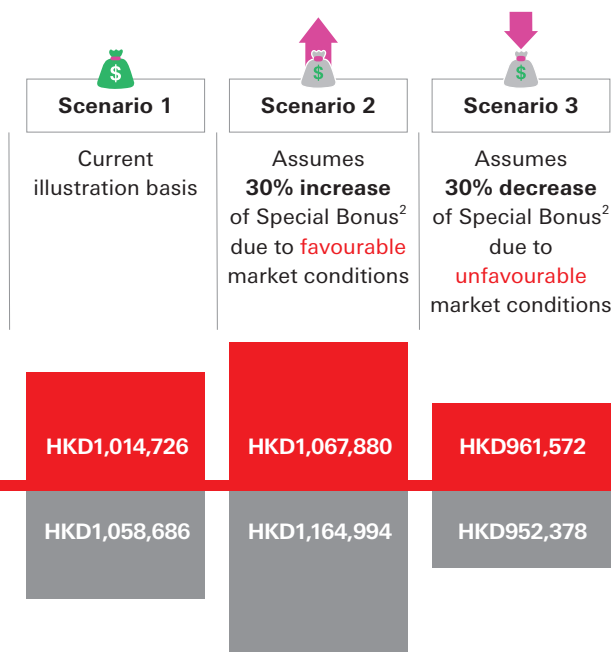 $
Scenario 1
Current
illustration basis
HKD1,014,726
HKD1,058,686
$
Scenario 2
Assumes
30% increase
of Special Bonus2
due to favourable
market conditions
HKD1,067,880
HKD1,164,994
$
Scenario 3
Assumes
30% decrease
of Special Bonus2
due to
unfavourable
market conditions
HKD961,572
HKD952,378